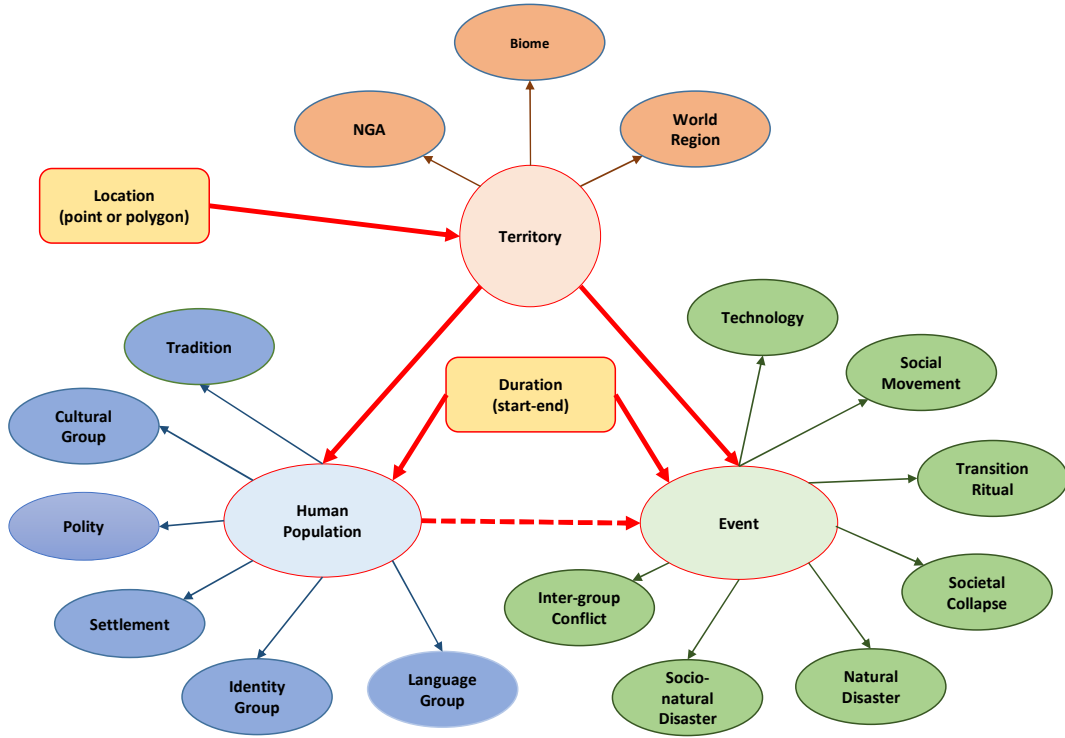 Biome
NGA
World
Region
Location
(point or polygon)
Territory
Technology
Tradition
Social
Movement
Duration
(start-end)
Cultural
Group
Transition
Ritual
Human
Population
Event
Polity
Societal
Collapse
Inter-group
Conflict
Settlement
Identity
Group
Language
Group
Socio-
natural
Disaster
Natural
Disaster